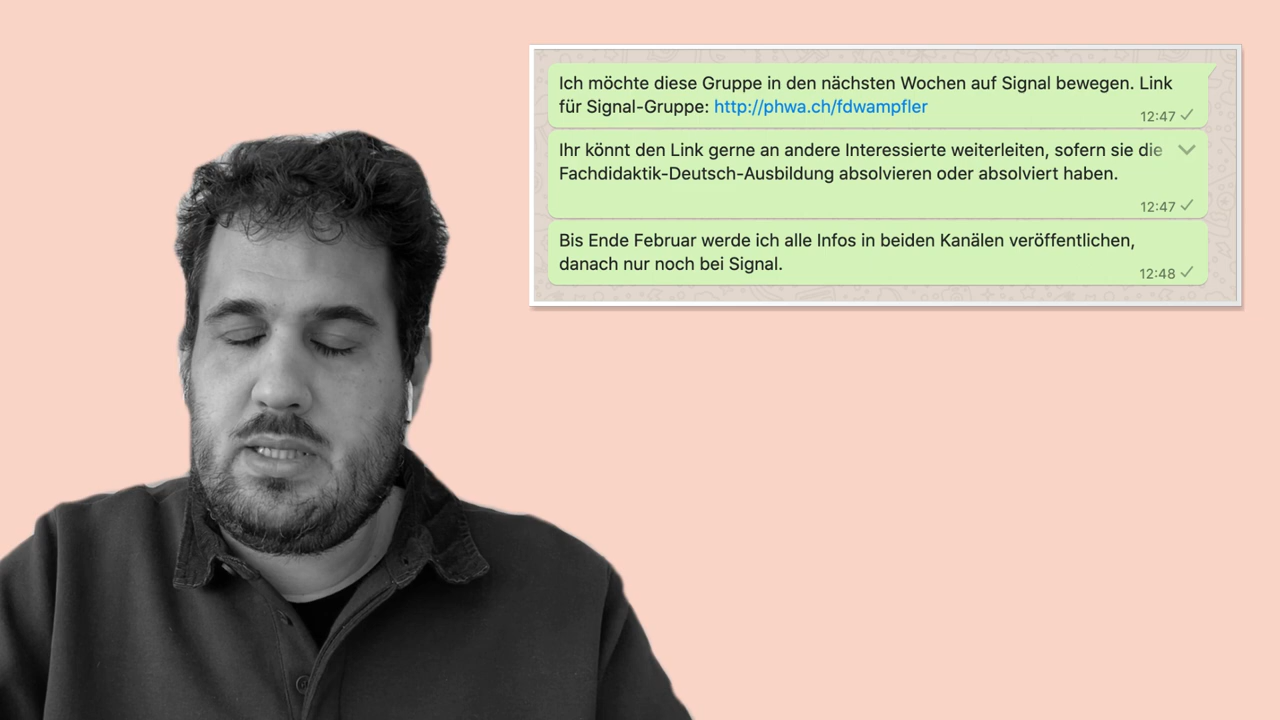 Ich möchte diese Gruppe in den nächsten Wochen auf Signal bewegen. Link
für Signal-Gruppe: http://phwa.ch/fdwampfler
12:47
Ihr könnt den Link gerne an andere Interessierte weiterleiten, sofern sie die
Fachdidaktik-Deutsch-Ausbildung absolvieren oder absolviert haben.
12:47
Bis Ende Februar werde ich alle Infos in beiden Kanälen veröffentlichen,
danach nur noch bei Signal.
12:48